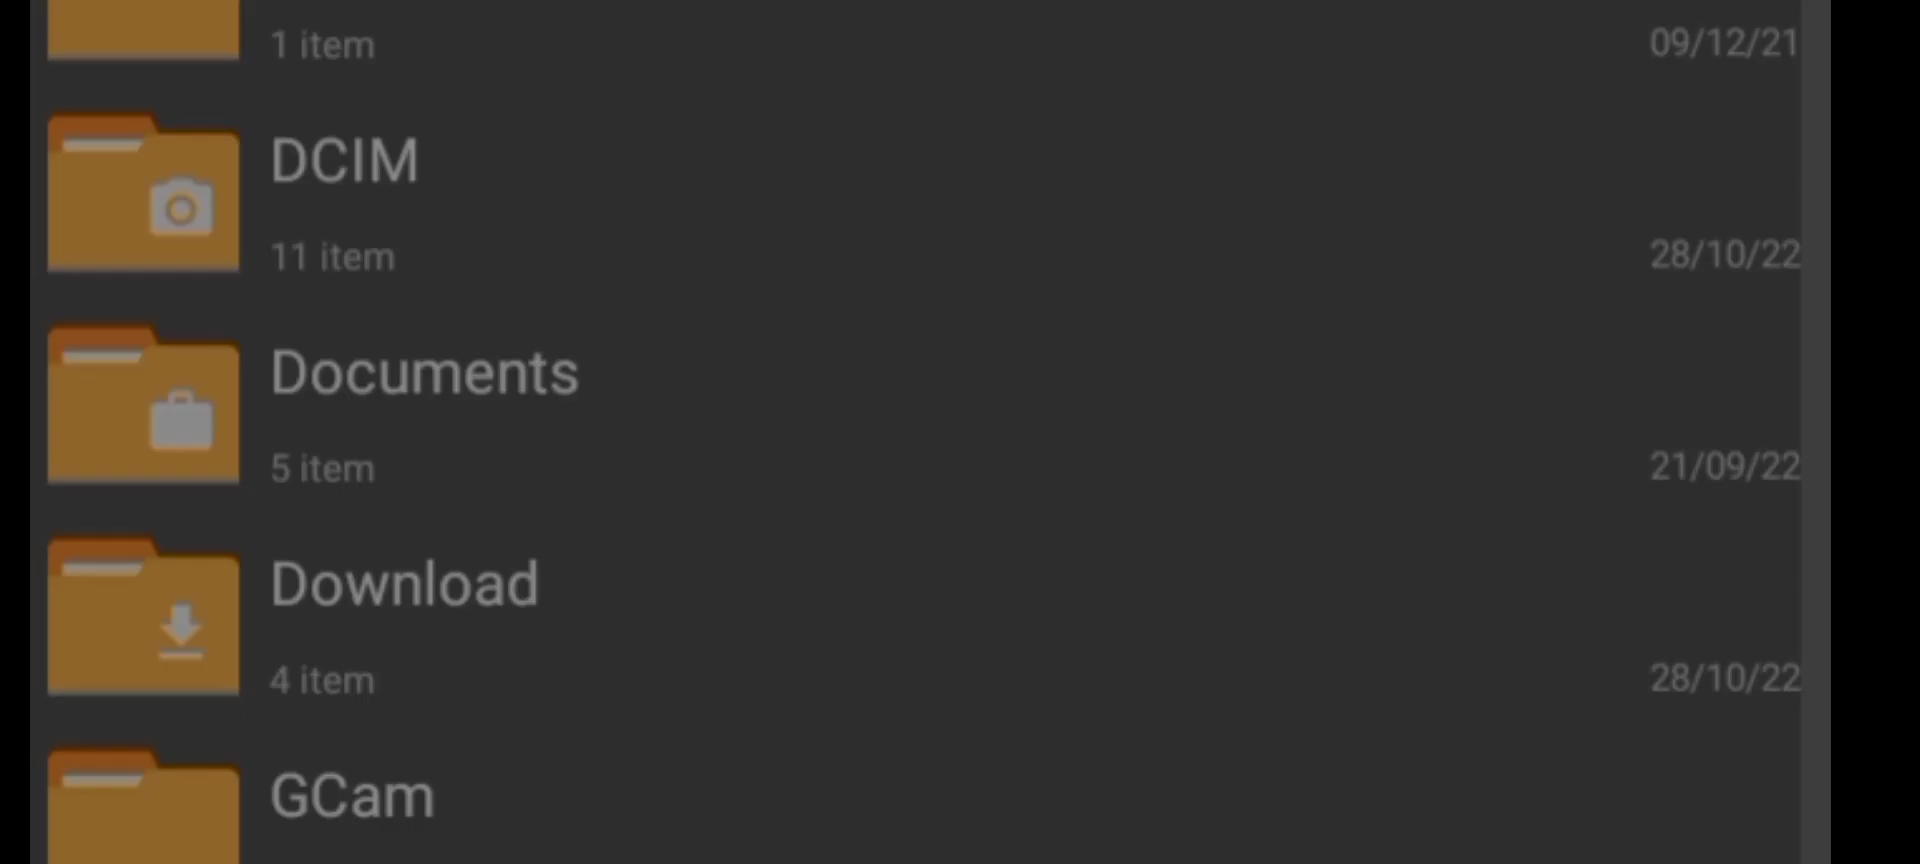 1 item
09/12/21
DCIM
11 item
28/10/22
Documents
5 item
21/09/22
Download
4 item
28/10/22
GCam